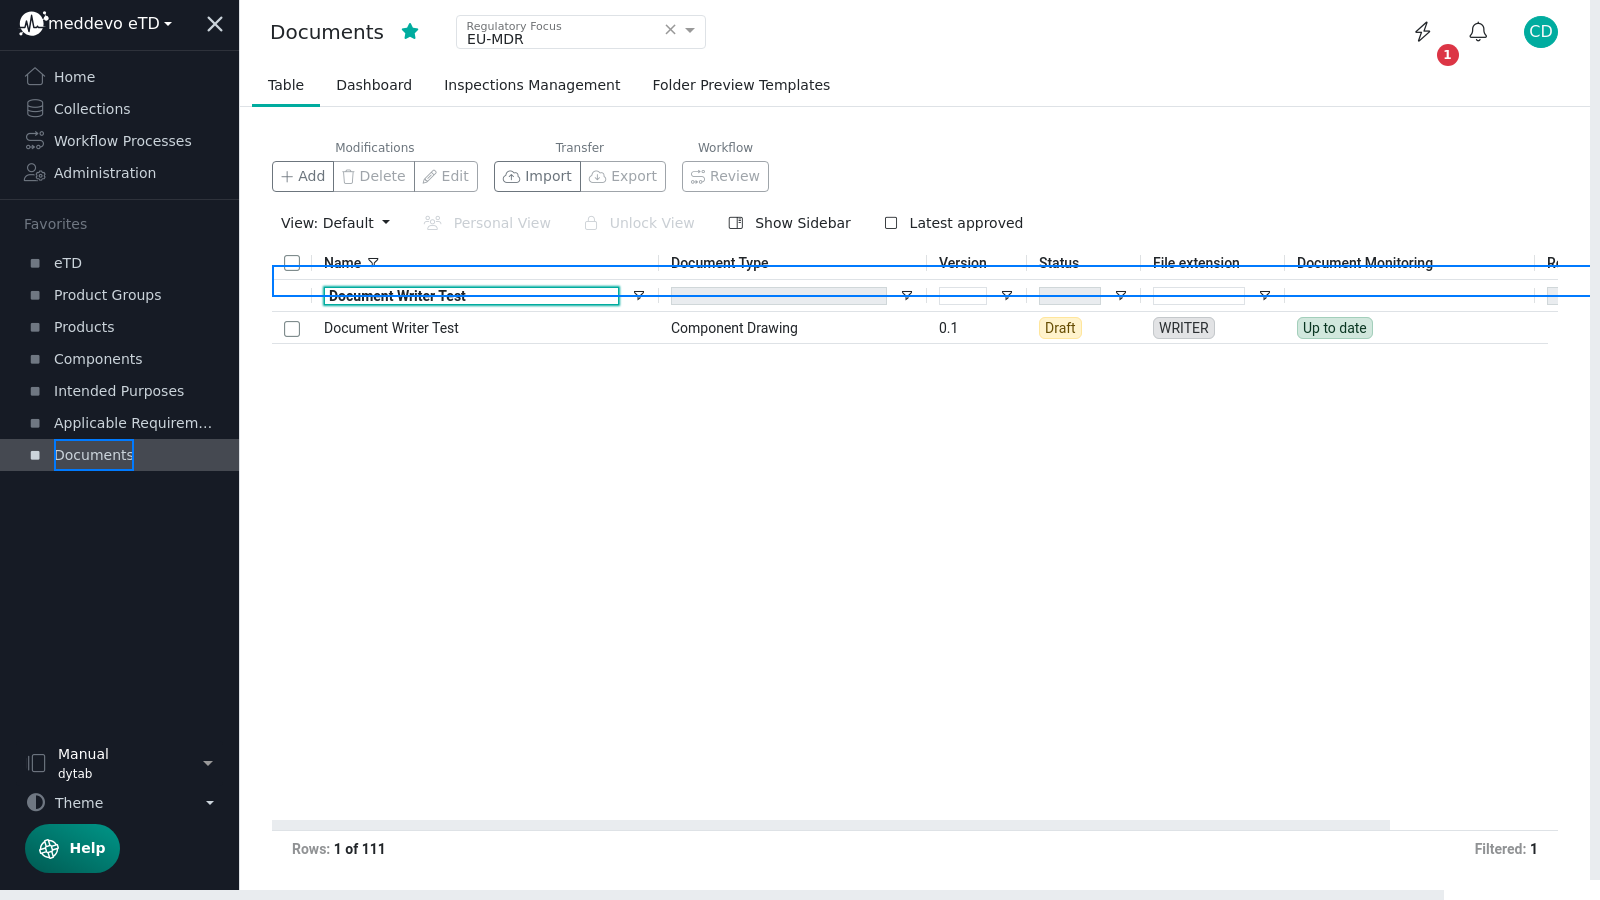 meddevo eTD
Home
Collections
Workflow Processes
Administration
Favorites
eTD
Product Groups
Products
Components
Intended Purposes
Applicable Requirem...
Documents
Manual
dytab
Theme
Help
Documents
Regulatory Focus
EU-MDR
1
CD
Table Dashboard Inspections Management Folder Preview Templates
Modifications Transfer Workflow
Add Delete Edit Import Export Review
View: Default Personal View Unlock View Show Sidebar Latest approved
Name Document Type Version Status File extension Document Monitoring
Document Writer Test
Document Writer Test Component Drawing 0.1 Draft WRITER Up to date
Rows: 1 of 111 Filtered: 1